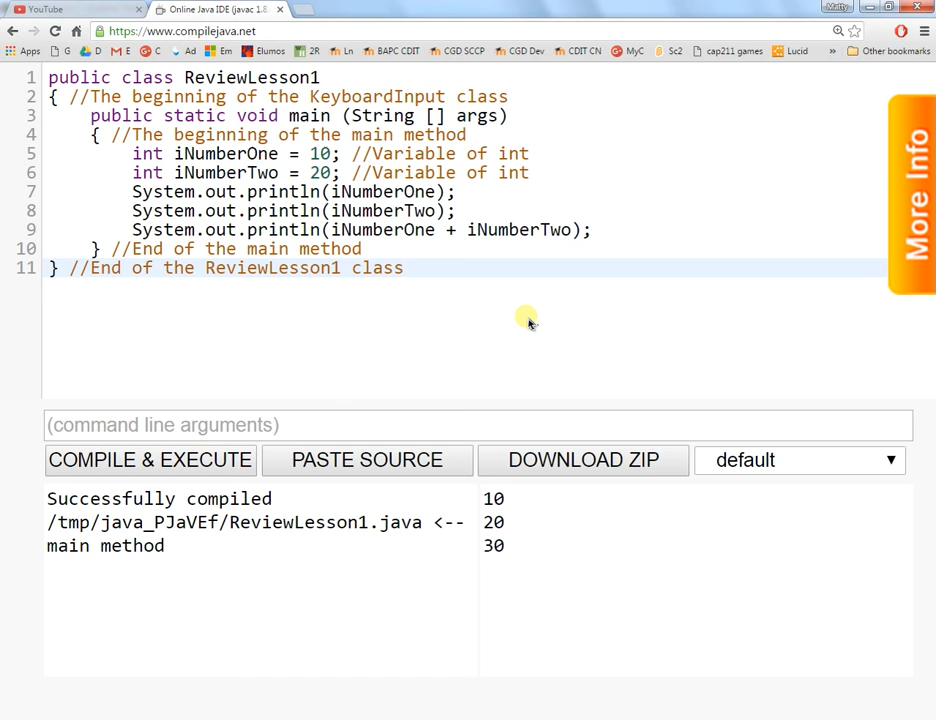 YouTube
Online Java IDE (javac 1.8
Matty
https://www.compilejava.net
Apps G D M E C Ad Em Elumos 2R Ln BAPC CDIT CGD SCCP CGD Dev CDIT CN MyC Sc2 cap211 games Lucid » Other bookmarks
1 public class ReviewLesson1
2 { //The beginning of the KeyboardInput class
3 public static void main (String [] args)
4 { //The beginning of the main method
5 int iNumberOne = 10; //Variable of int
6 int iNumberTwo = 20; //Variable of int
7 System.out.println(iNumberOne);
8 System.out.println(iNumberTwo);
9 System.out.println(iNumberOne + iNumberTwo);
10 } //End of the main method
11 } //End of the ReviewLesson1 class
More Info
(command line arguments)
COMPILE & EXECUTE PASTE SOURCE DOWNLOAD ZIP default
Successfully compiled
/tmp/java_PJaVEf/ReviewLesson1.java <--
main method
10
20
30